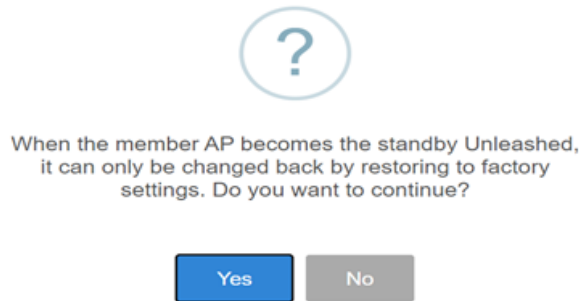 ?
When the member AP becomes the standby Unleashed,
it can only be changed back by restoring to factory
settings. Do you want to continue?
Yes No